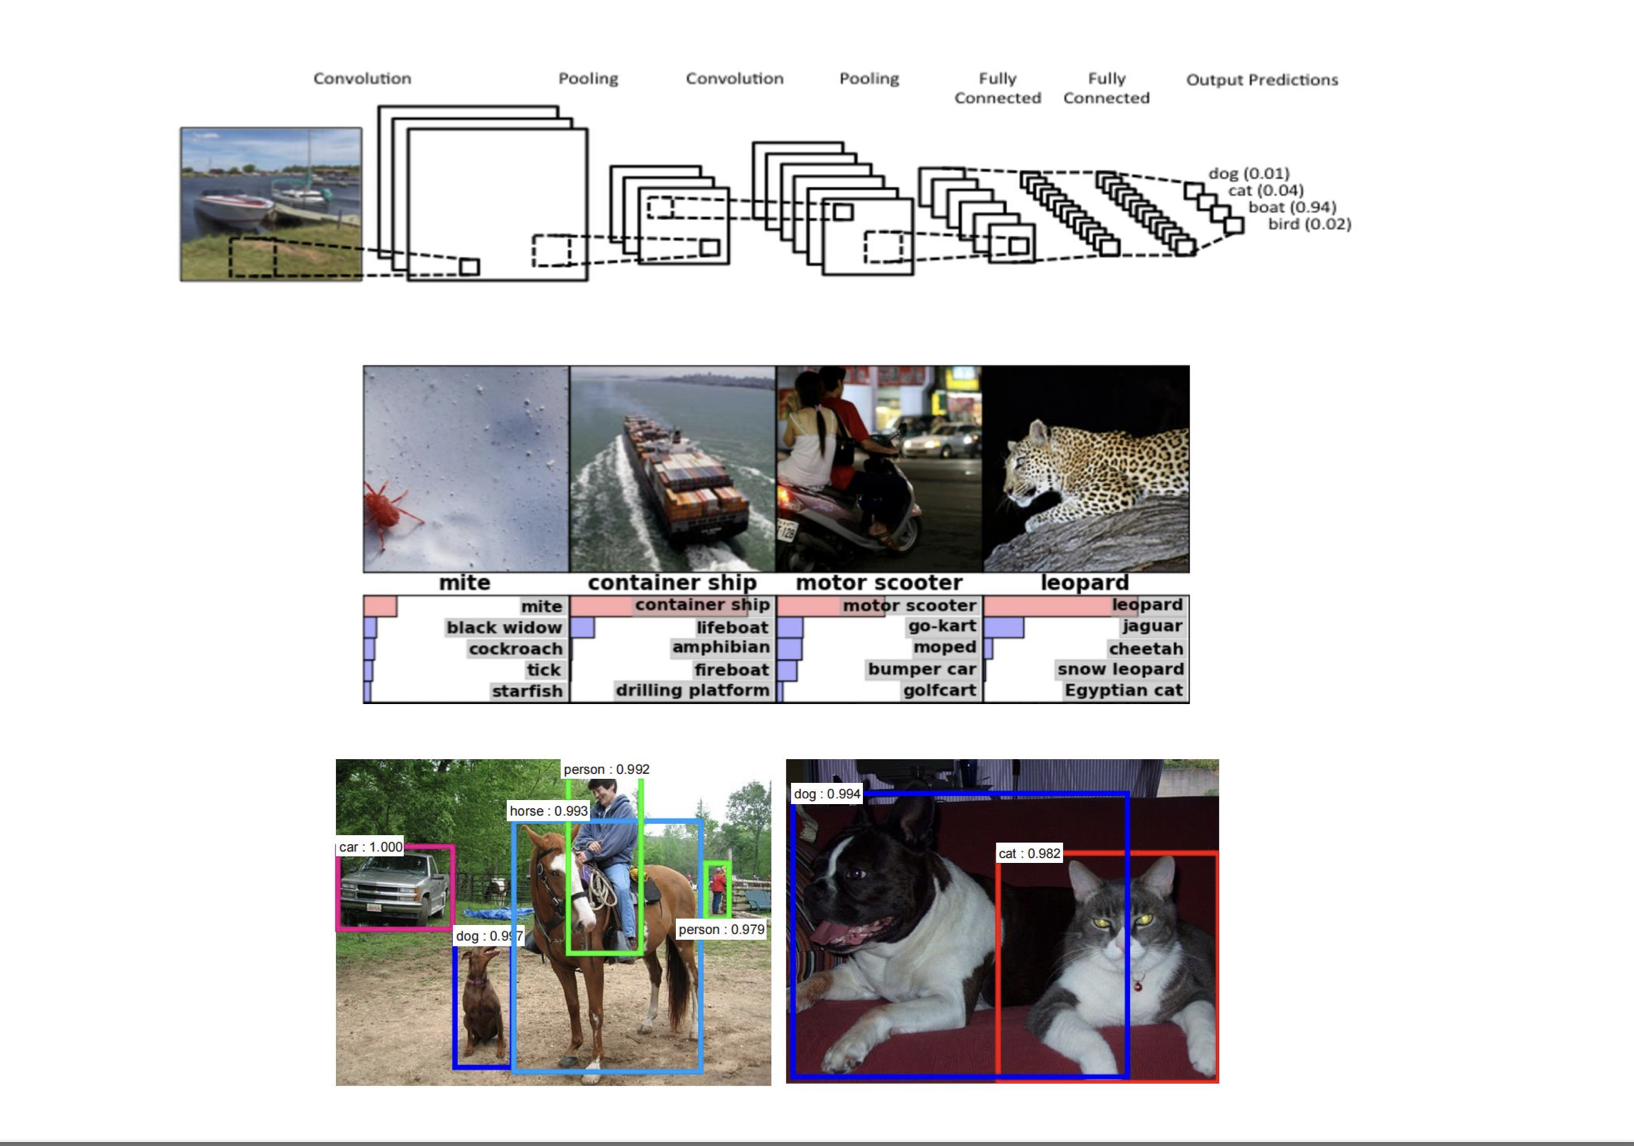 Convolution Pooling Convolution Pooling Fully Connected Fully Connected Output Predictions
dog (0.01)
cat (0.04)
boat (0.94)
bird (0.02)
mite container ship motor scooter leopard
mite container ship motor scooter leopard
black widow lifeboat go-kart jaguar
cockroach amphibian moped cheetah
tick fireboat bumper car snow leopard
starfish drilling platform golfcart Egyptian cat
person : 0.992
horse : 0.993
car : 1.000
dog : 0.997
person : 0.979
dog : 0.994
cat : 0.982